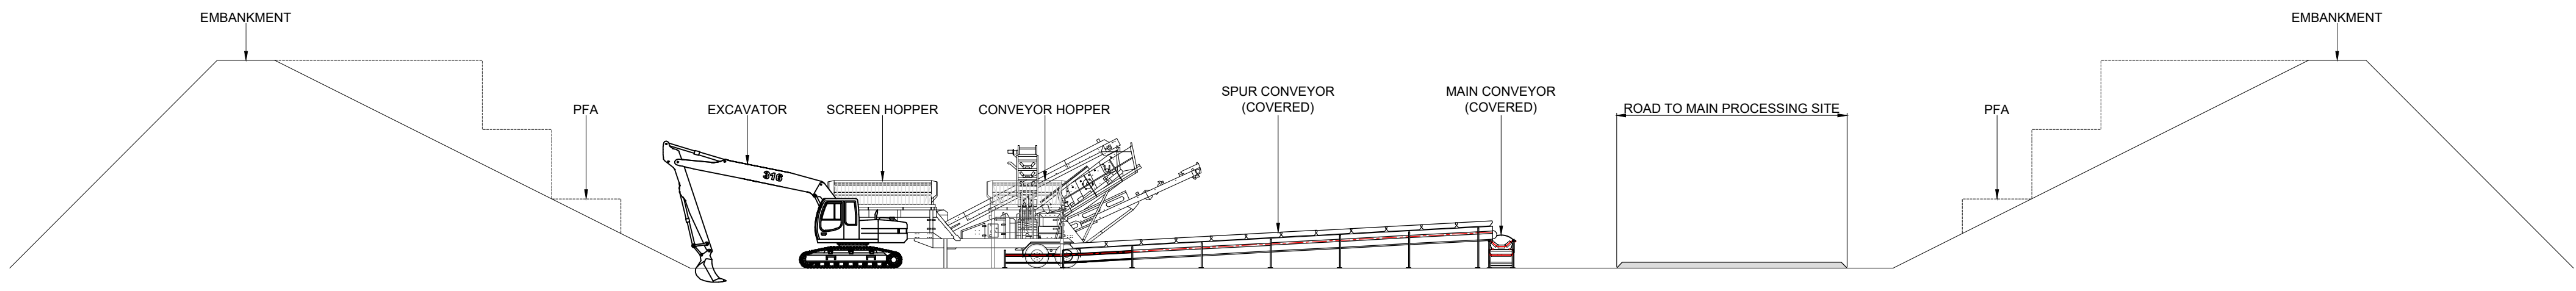 EMBANKMENT
EMBANKMENT
SPUR CONVEYOR
(COVERED)
MAIN CONVEYOR
(COVERED)
PFA
EXCAVATOR
SCREEN HOPPER
CONVEYOR HOPPER
ROAD TO MAIN PROCESSING SITE
PFA
316